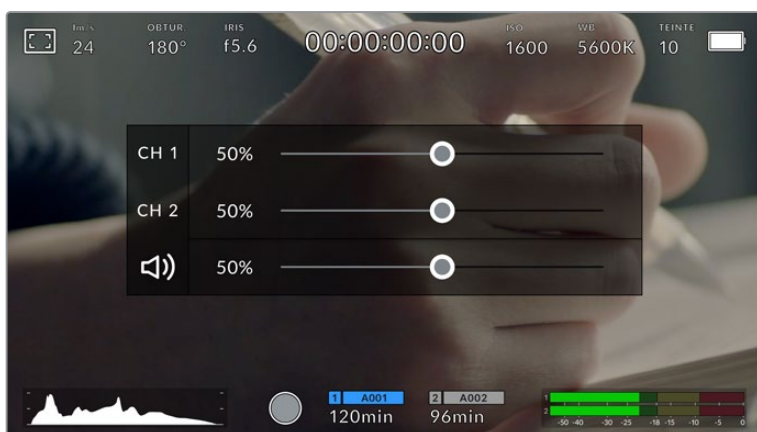 Im/s OBTUR. IRIS ISO WB TEINTE
24 180° f5.6 00:00:00:00 1600 5600K 10
CH 1 50%
CH 2 50%
50%
1 A001 2 A002
120min 96min
1
2
-50 -40 -30 -25 -18 -15 -10 -5 0